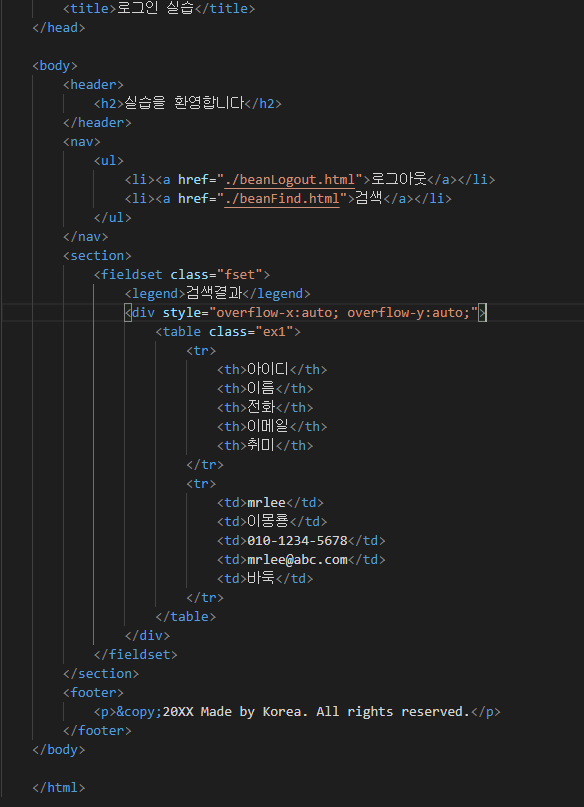 <title>로그인 실습</title>
</head>
<body>
<header>
<h2>실습을 환영합니다</h2>
</header>
<nav>
<ul>
<li><a href="./beanLogout.html">로그아웃</a></li>
<li><a href="./beanFind.html">검색</a></li>
</ul>
</nav>
<section>
<fieldset class="fset">
<legend>검색결과</legend>
<div style="overflow-x:auto; overflow-y:auto;">
<table class="ex1">
<tr>
<th>아이디</th>
<th>이름</th>
<th>전화</th>
<th>이메일</th>
<th>취미</th>
</tr>
<tr>
<td>mrlee</td>
<td>이몽룡</td>
<td>010-1234-5678</td>
<td>mrlee@abc.com</td>
<td>바둑</td>
</tr>
</table>
</div>
</fieldset>
</section>
<footer>
<p>&copy;20XX Made by Korea. All rights reserved.</p>
</footer>
</body>
</html>